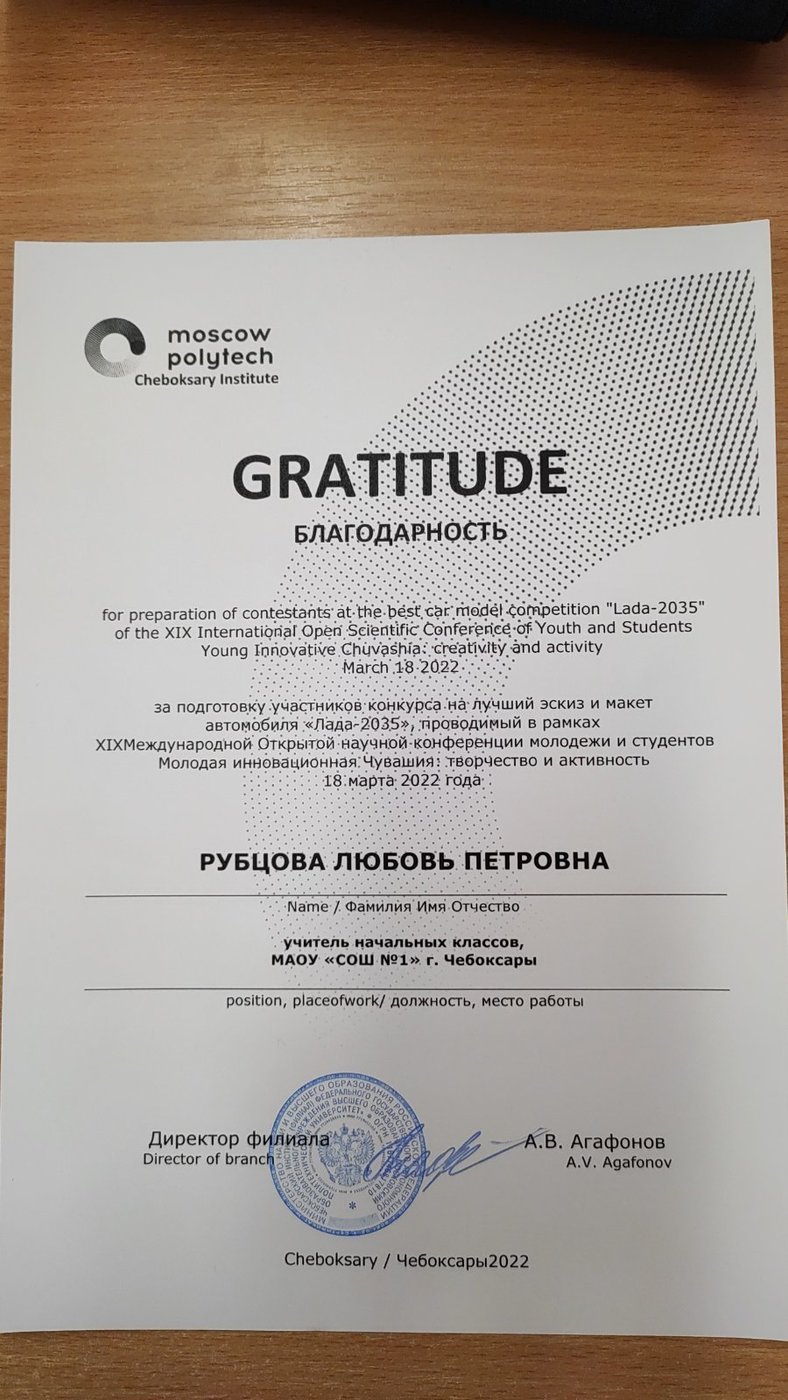 moscow
polytech
Cheboksary Institute
GRATITUDE
БЛАГОДАРНОСТЬ
for preparation of contestants at the best car model competition "Lada-2035"
of the XIX International Open Scientific Conference of Youth and Students
Young Innovative Chuvashia: creativity and activity
March 18 2022
за подготовку участников конкурса на лучший эскиз и макет
автомобиля «Лада-2035», проводимый в рамках
XIXМеждународной Открытой научной конференции молодежи и студентов
Молодая инновационная Чувашия: творчество и активность
18 марта 2022 года
РУБЦОВА ЛЮБОВЬ ПЕТРОВНА
Name / Фамилия Имя Отчество
учитель начальных классов,
МАОУ «СОШ №1» г. Чебоксары
position, placeofwork/ должность, место работы
Директор филиала
Director of branch
А.В. Агафонов
A.V. Agafonov
Cheboksary / Чебоксары2022